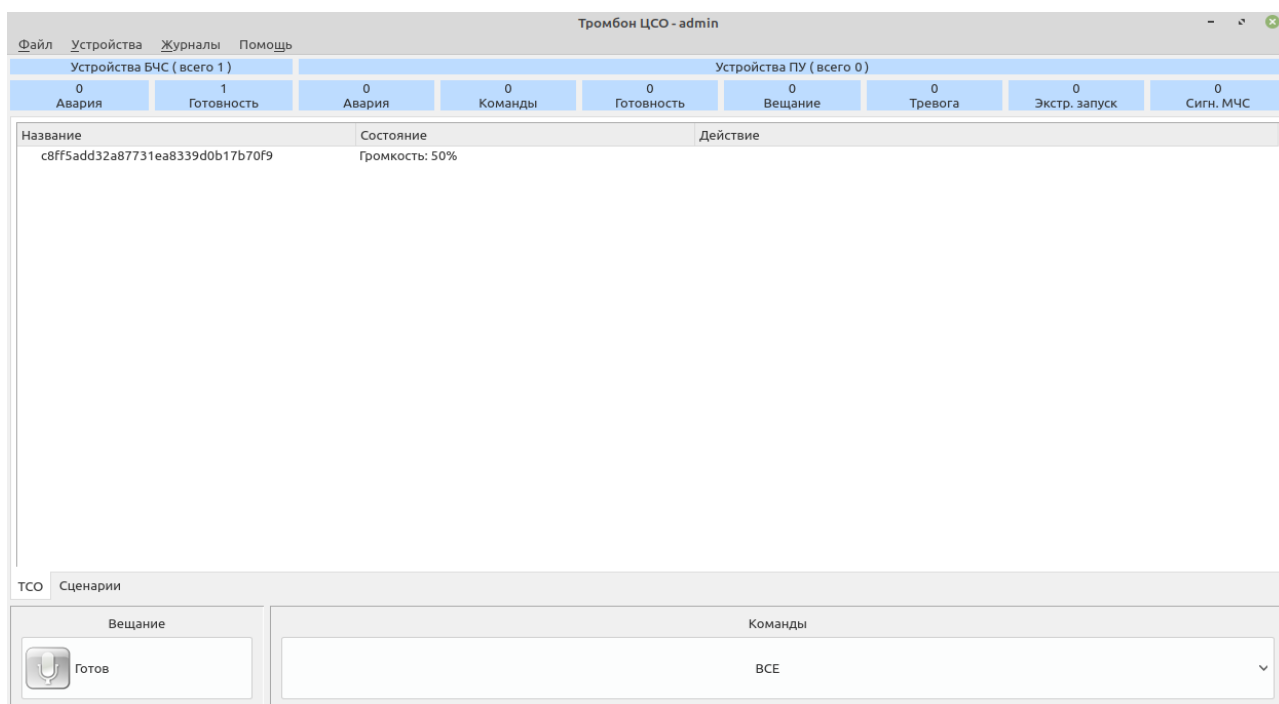 Тромбон ЦСО - admin
Файл Устройства Журналы Помощь
Устройства БЧС ( всего 1 ) Устройства ПУ ( всего 0 )
0 1 0 0 0 0 0 0 0
Авария Готовность Авария Команды Готовность Вещание Тревога Экстр. запуск Сигн. МЧС
Название Состояние Действие
c8ff5add32a87731ea8339d0b17b70f9 Громкость: 50%
ТСО Сценарии
Вещание Команды
Готов ВСЕ